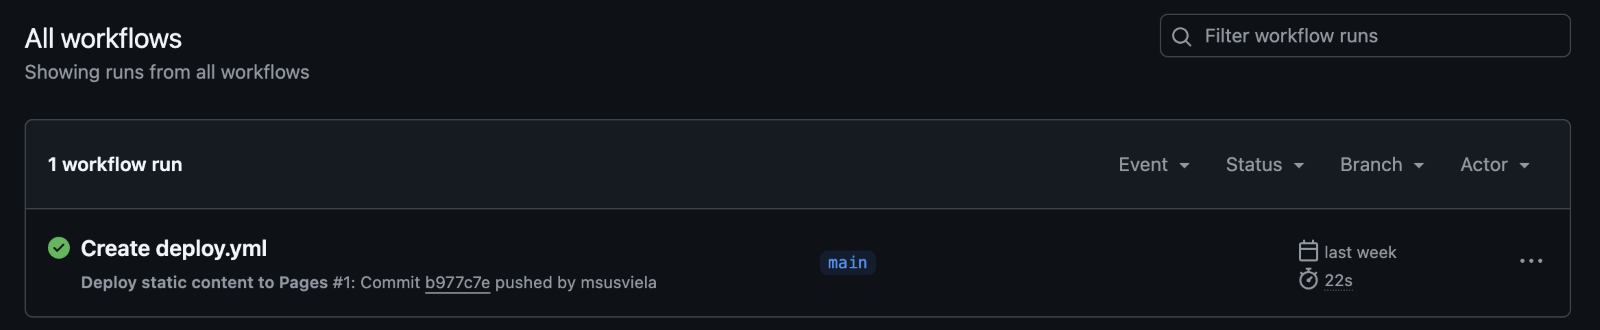 All workflows
Filter workflow runs
Showing runs from all workflows
1 workflow run
Event Status Branch Actor
Create deploy.yml
Deploy static content to Pages #1: Commit b977c7e pushed by msusviela
main
last week
22s